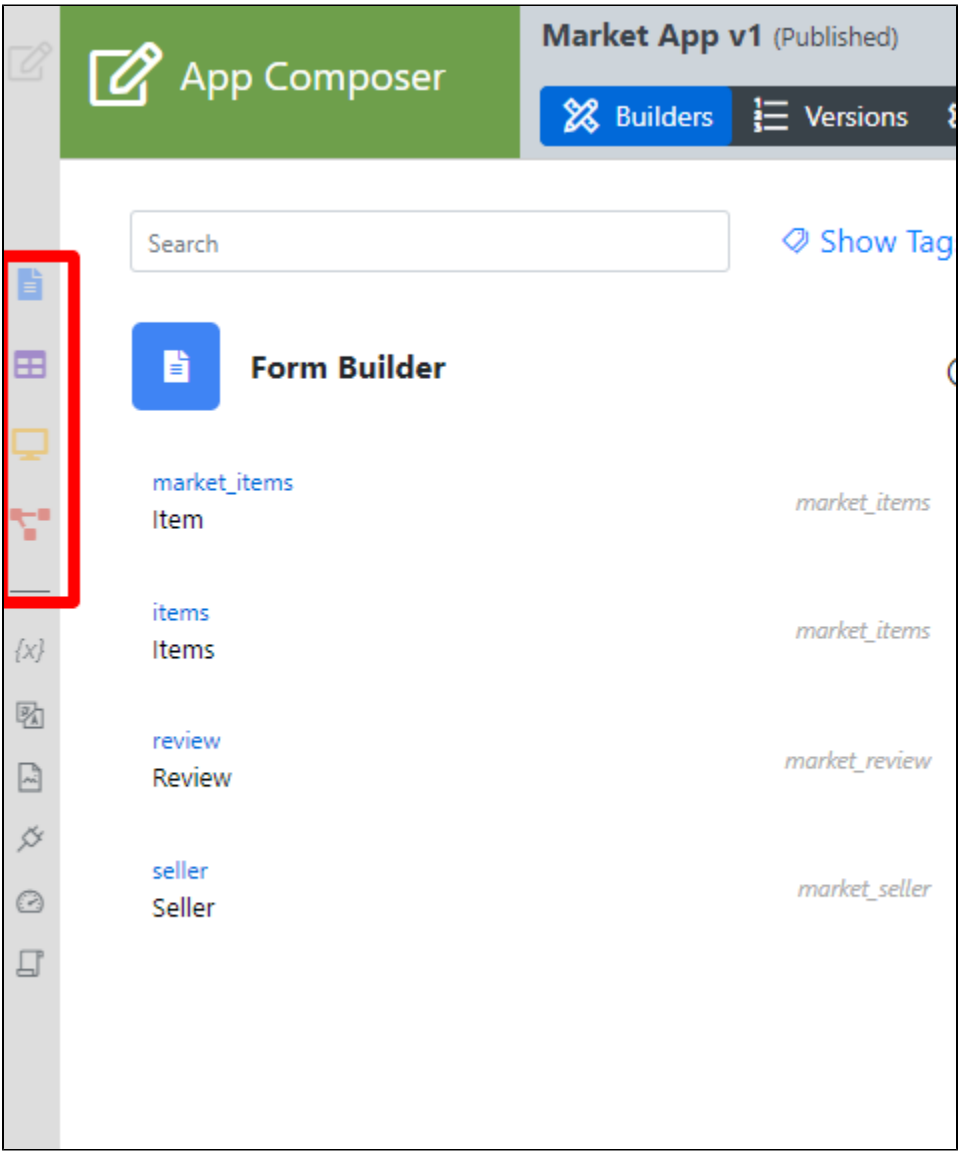 App Composer
Market App v1 (Published)
Builders
Versions
Search
Show Tag
Form Builder
market_items
Item
market_items
items
Items
market_items
review
Review
market_review
seller
Seller
market_seller
{x}